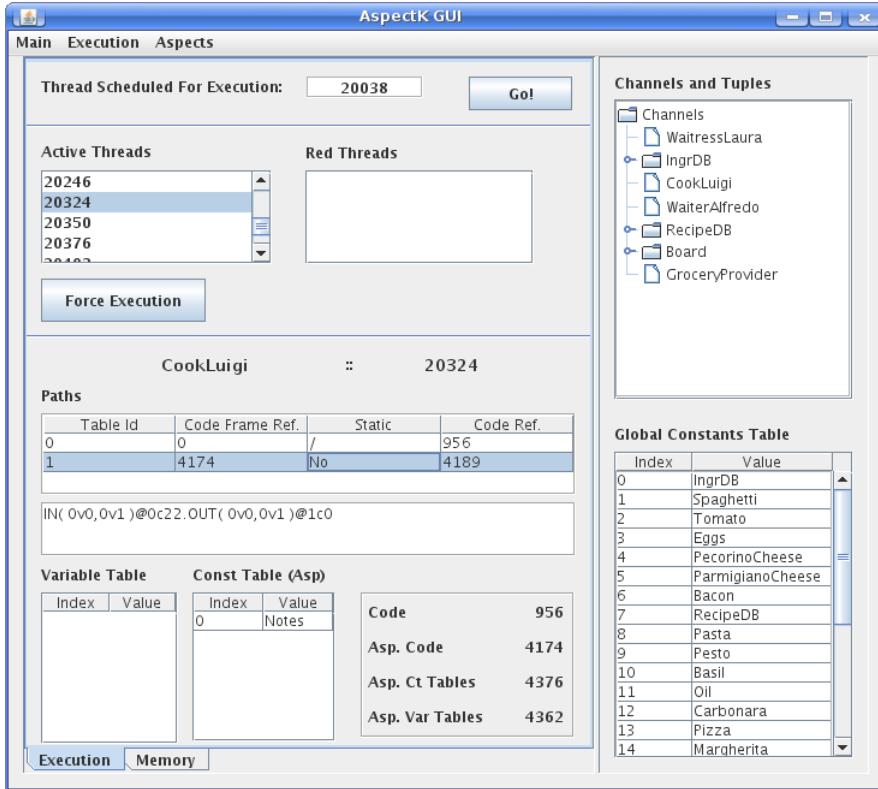 AspectK GUI
Main Execution Aspects
Thread Scheduled For Execution: 20038 Go!
Active Threads Red Threads
20246
20324
20350
20376
20402
Force Execution
CookLuigi :: 20324
Paths
Table Id Code Frame Ref. Static Code Ref.
0 0 / 956
1 4174 No 4189
IN( 0v0,0v1 )@0c22.OUT( 0v0,0v1 )@1c0
Variable Table Const Table (Asp)
Index Value Index Value
0 Notes
Code 956
Asp. Code 4174
Asp. Ct Tables 4376
Asp. Var Tables 4362
Execution Memory
Channels and Tuples
Channels
WaitressLaura
IngrDB
CookLuigi
WaiterAlfredo
RecipeDB
Board
GroceryProvider
Global Constants Table
Index Value
0 IngrDB
1 Spaghetti
2 Tomato
3 Eggs
4 PecorinoCheese
5 ParmigianoCheese
6 Bacon
7 RecipeDB
8 Pasta
9 Pesto
10 Basil
11 Oil
12 Carbonara
13 Pizza
14 Margherita